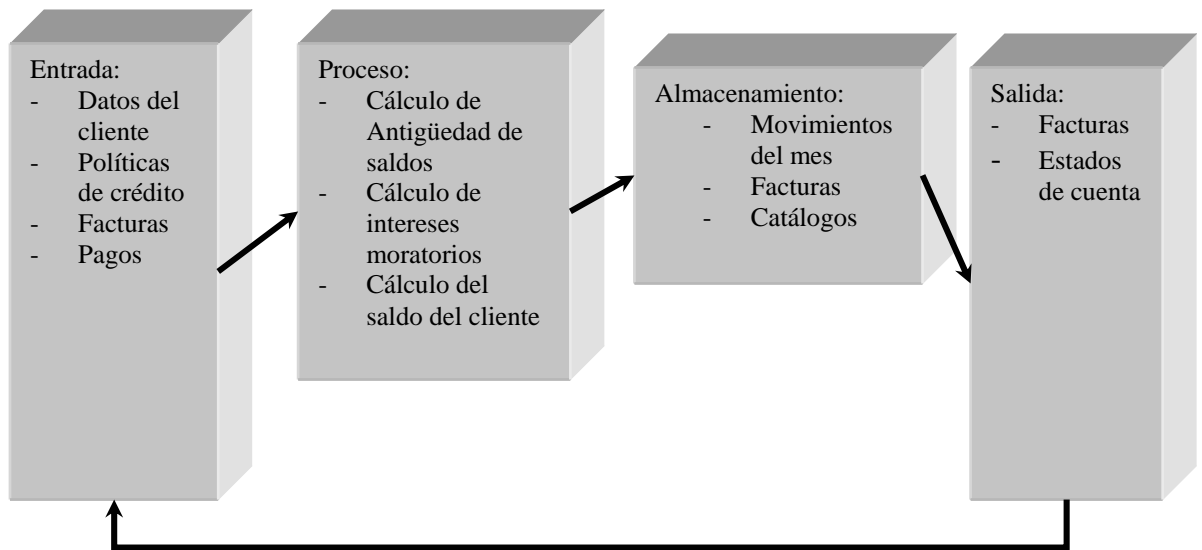 Entrada:
- Datos del
cliente
- Políticas
de crédito
- Facturas
- Pagos
Proceso:
- Cálculo de
Antigüedad de
saldos
- Cálculo de
intereses
moratorios
- Cálculo del
saldo del cliente
Almacenamiento:
- Movimientos
del mes
- Facturas
- Catálogos
Salida:
- Facturas
- Estados
de cuenta